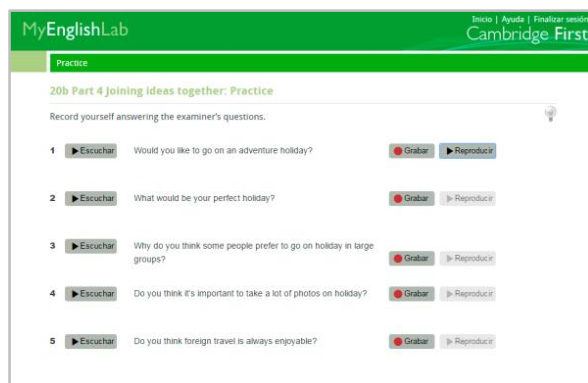 Inicio | Ayuda | Finalizar sesión
MyEnglishLab
Cambridge First
Practice
20b Part 4 Joining ideas together: Practice
Record yourself answering the examiner's questions.
1 Escuchar Would you like to go on an adventure holiday? Grabar Reproducir
2 Escuchar What would be your perfect holiday? Grabar Reproducir
3 Escuchar Why do you think some people prefer to go on holiday in large
groups? Grabar Reproducir
4 Escuchar Do you think it's important to take a lot of photos on holiday? Grabar Reproducir
5 Escuchar Do you think foreign travel is always enjoyable? Grabar Reproducir